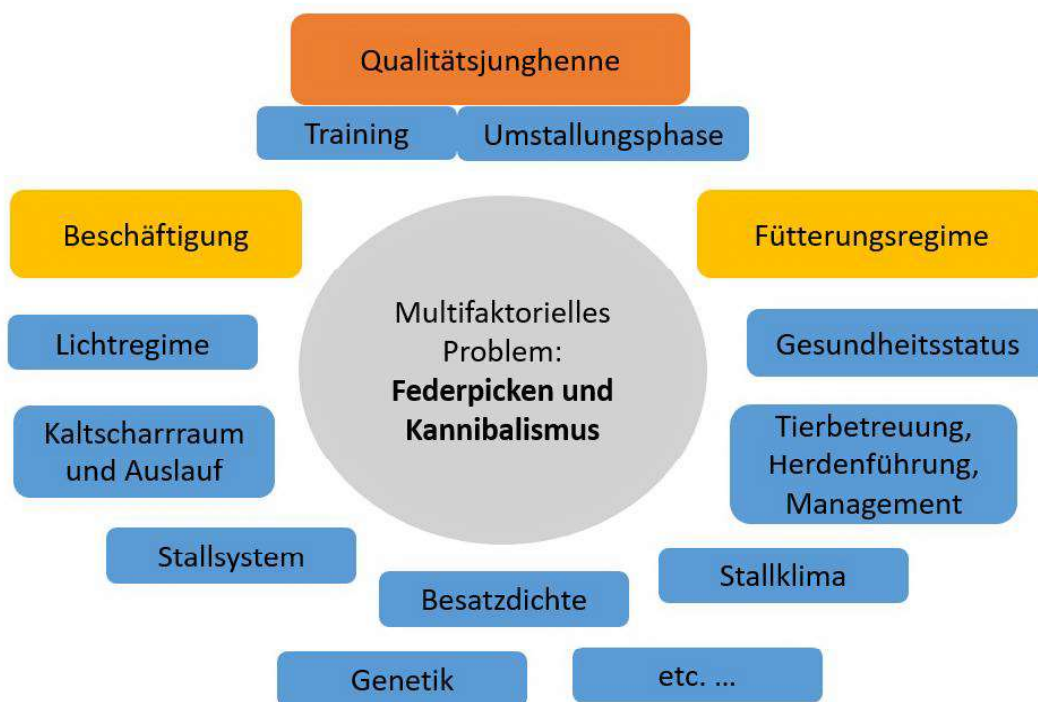 Qualitätsjunghenne
Training
Umstallungsphase
Beschäftigung
Fütterungsregime
Multifaktorielles
Problem:
Federpicken und
Kannibalismus
Lichtregime
Gesundheitsstatus
Kaltscharrraum
und Auslauf
Tierbetreuung,
Herdenführung,
Management
Stallsystem
Stallklima
Besatzdichte
Genetik
etc. ...